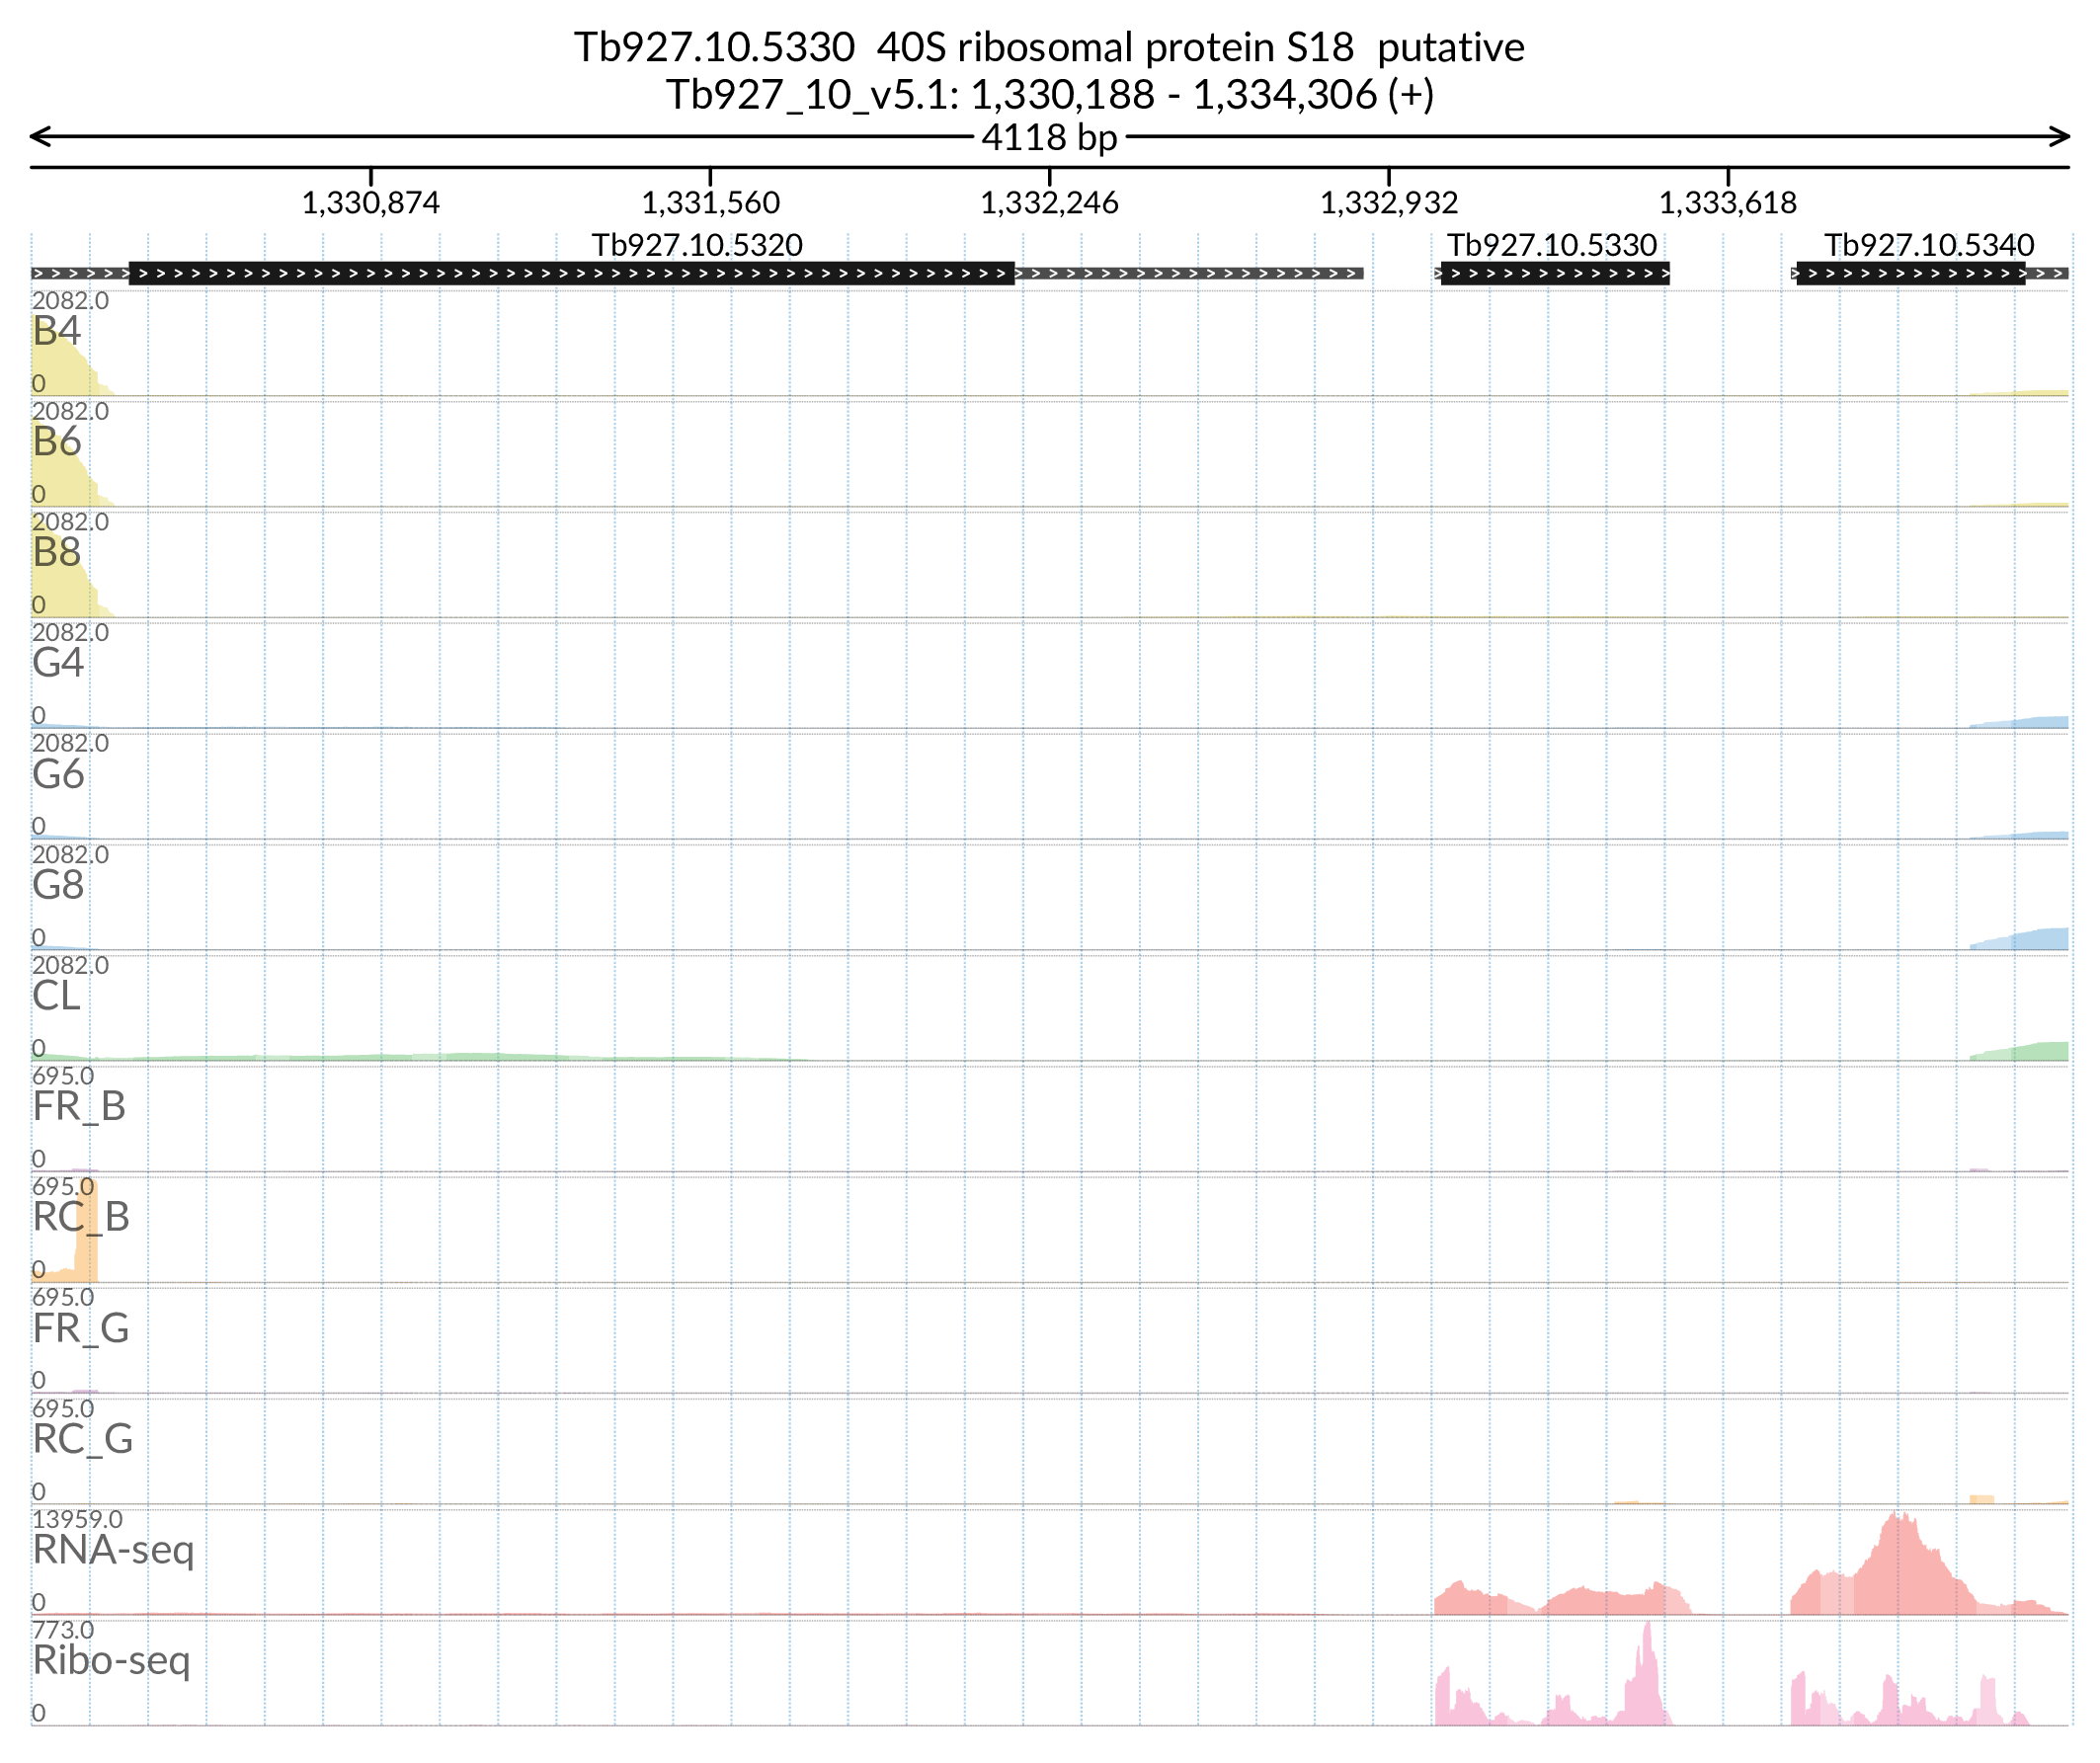 Tb927.10.5330 40S ribosomal protein S18 putative
Tb927_10_v5.1: 1,330,188 - 1,334,306 (+)
4118 bp
1,330,874 1,331,560 1,332,246 1,332,932 1,333,618
Tb927.10.5320 Tb927.10.5330 Tb927.10.5340
2082.0
B4
0
2082.0
B6
0
2082.0
B8
0
2082.0
G4
0
2082.0
G6
0
2082.0
G8
0
2082.0
CL
0
695.0
FR_B
0
695.0
RC_B
0
695.0
FR_G
0
695.0
RC_G
0
13959.0
RNA-seq
0
773.0
Ribo-seq
0